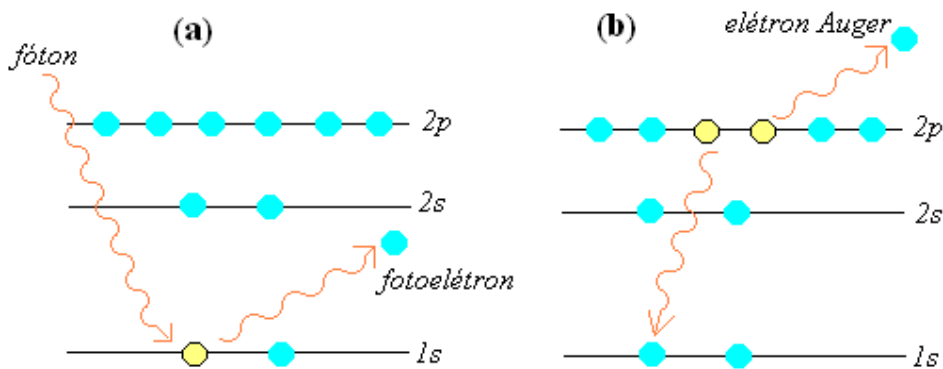 (a)
fóton
2p
2s
fotoelétron
1s
(b)
elétron Auger
2p
2s
1s